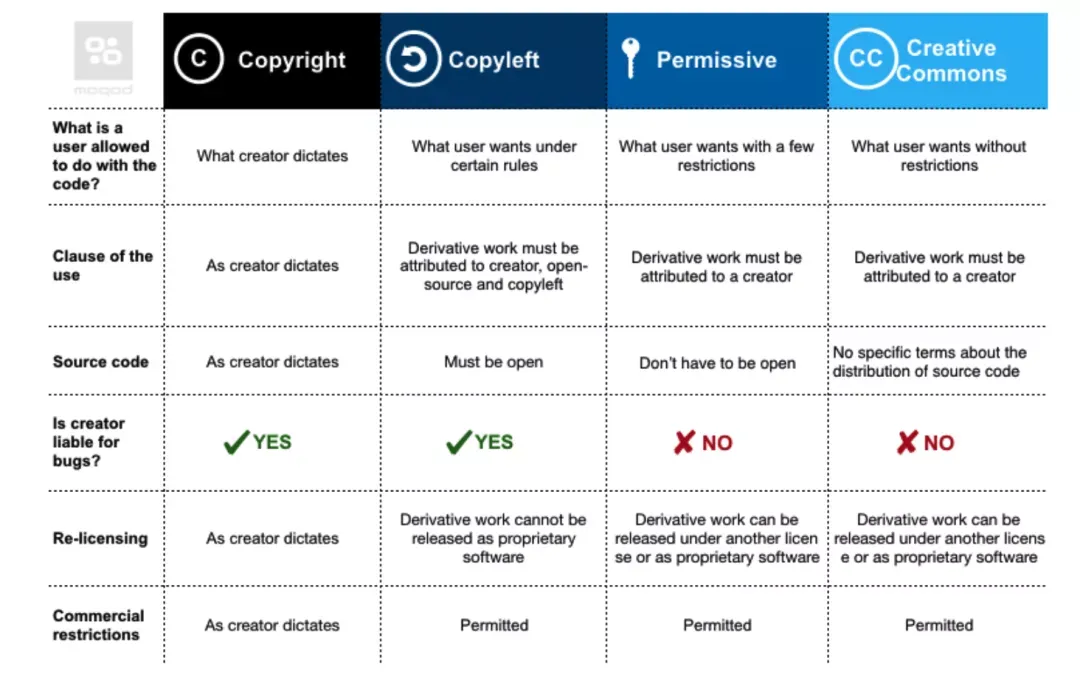 moqod
C Copyright
Copyleft
Permissive
CC Creative
Commons
What is a
user allowed
to do with the
code?
What creator dictates
What user wants under
certain rules
What user wants with a few
restrictions
What user wants without
restrictions
Clause of the
use
As creator dictates
Derivative work must be
attributed to creator, open-
source and copyleft
Derivative work must be
attributed to a creator
Derivative work must be
attributed to a creator
Source code
As creator dictates
Must be open
Don't have to be open
No specific terms about the
distribution of source code
Is creator
liable for
bugs?
YES
YES
NO
NO
Re-licensing
As creator dictates
Derivative work cannot be
released as proprietary
software
Derivative work can be
released under another licen
se or as proprietary software
Derivative work can be
released under another licens
e or as proprietary software
Commercial
restrictions
As creator dictates
Permitted
Permitted
Permitted